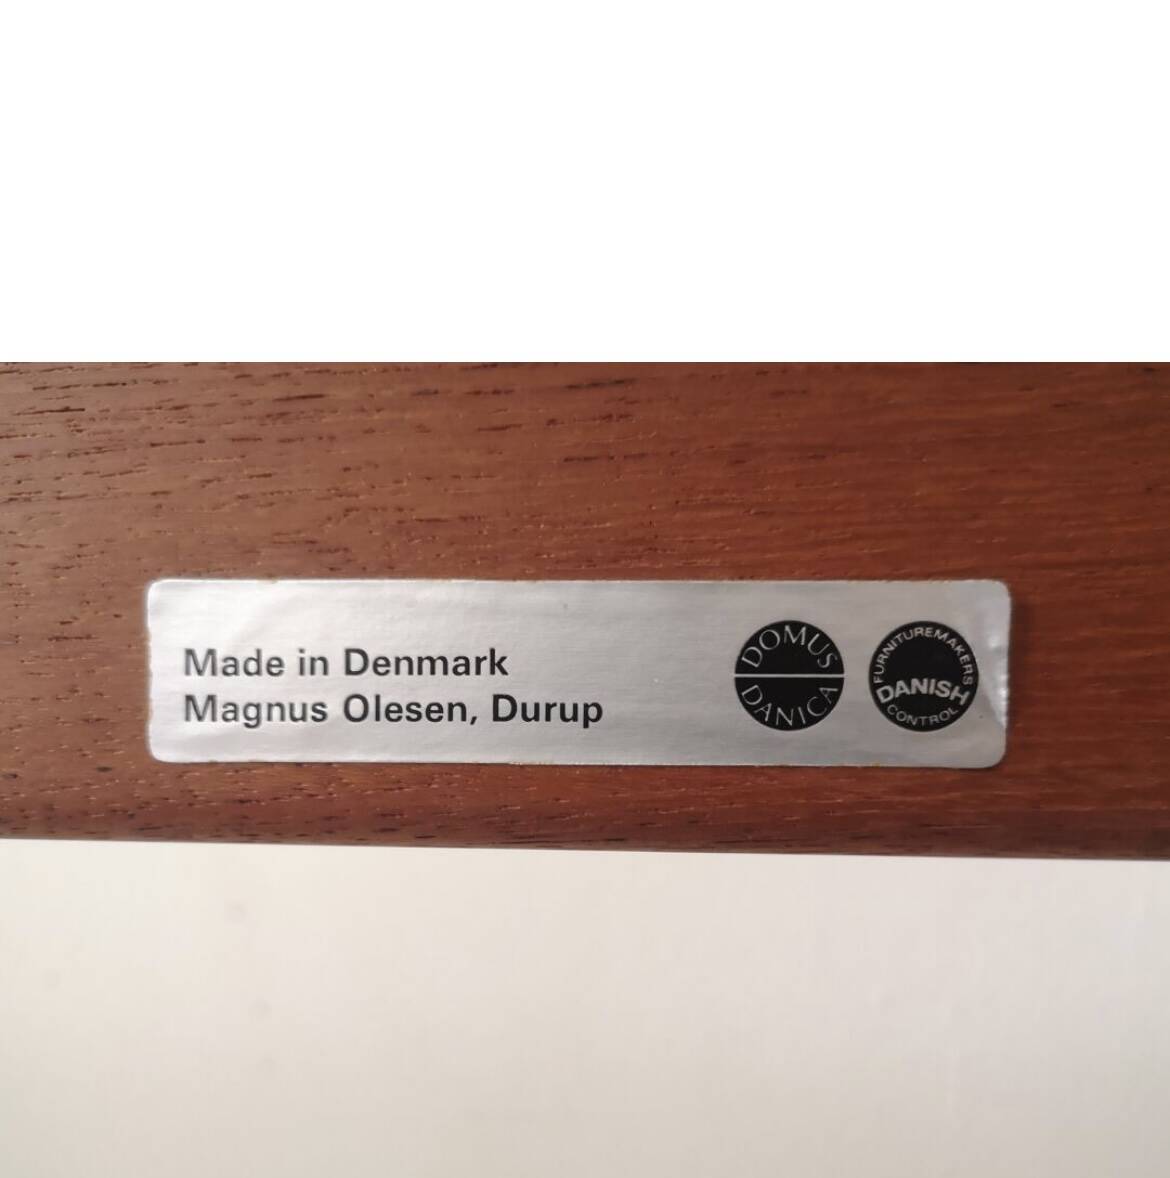 Made in Denmark
Magnus Olesen, Durup
DOMUS
DANICA
FURNITUREMAKERS
DANISH
CONTROL